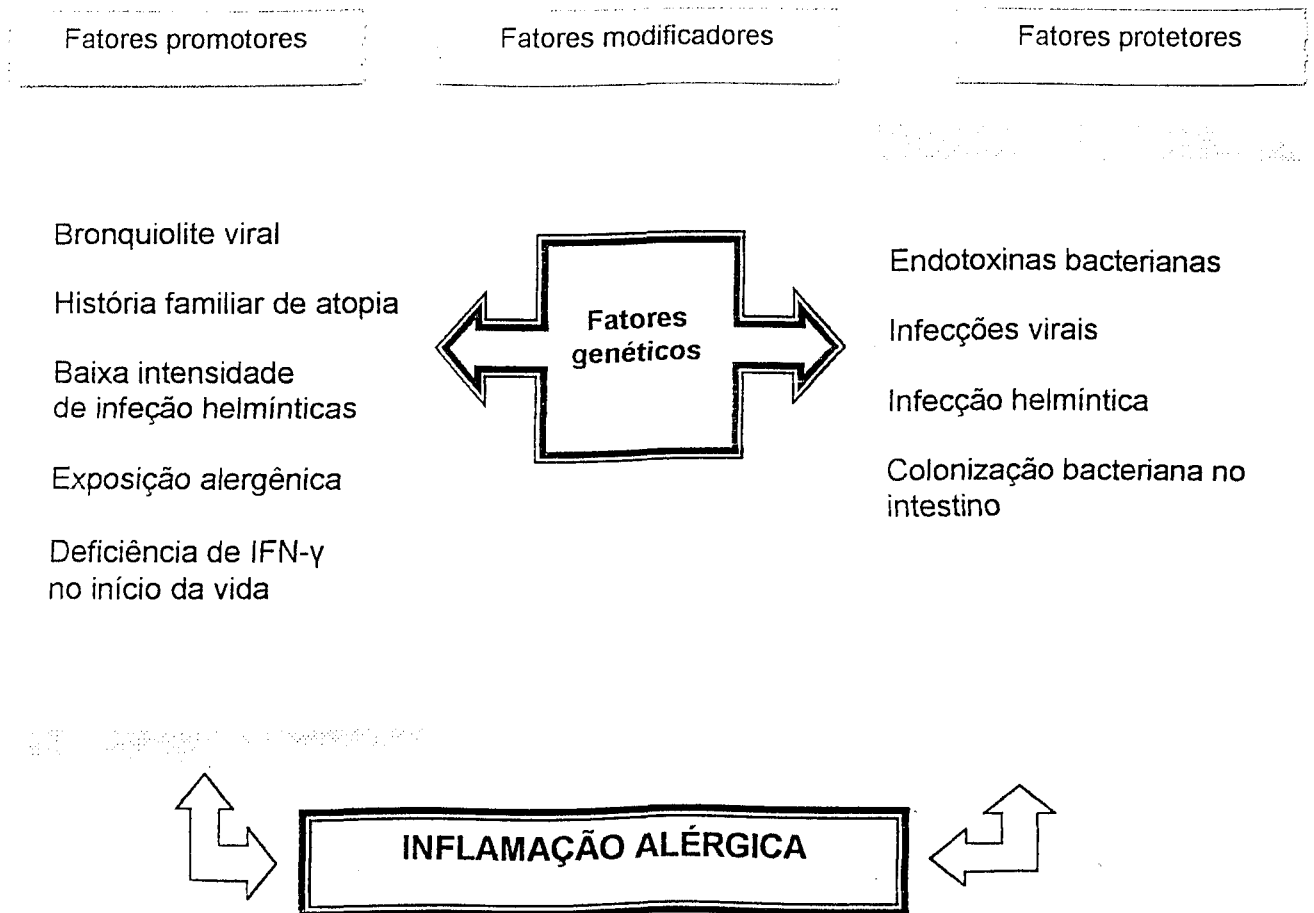 Fatores promotores
Fatores modificadores
Fatores protetores
Bronquiolite viral
História familiar de atopia
Baixa intensidade
de infeção helmínticas
Exposição alergênica
Deficiência de IFN-γ
no início da vida
Fatores
genéticos
Endotoxinas bacterianas
Infecções virais
Infecção helmíntica
Colonização bacteriana no
intestino
INFLAMAÇÃO ALÉRGICA